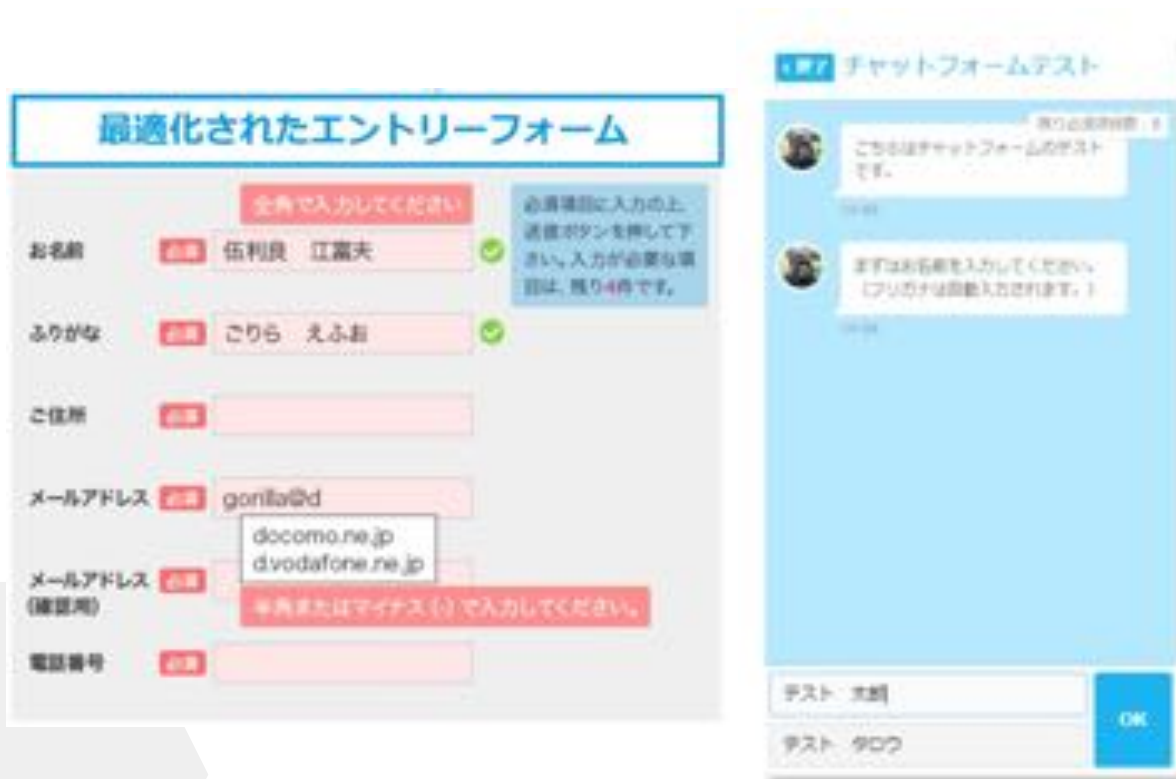 最適化されたエントリーフォーム
全角で入力してください
必須項目に入力の上、
送信ボタンを押して下
さい。入力が必要な項
目は、残り4件です。
お名前 必須 伍利良 江富夫
ふりがな 必須 ごりら えふお
ご住所 必須
メールアドレス 必須 gorilla@d
docomo.ne.jp
d.vodafone.ne.jp
メールアドレス 必須
(確認用)
半角またはマイナス(-)で入力してください。
電話番号 必須
終了 チャットフォームテスト
残り必須項目数
こちらはチャットフォームのテスト
です。
まずはお名前を入力してください。
(フリガナは自動入力されます。)
テスト 太郎
OK
テスト タロウ